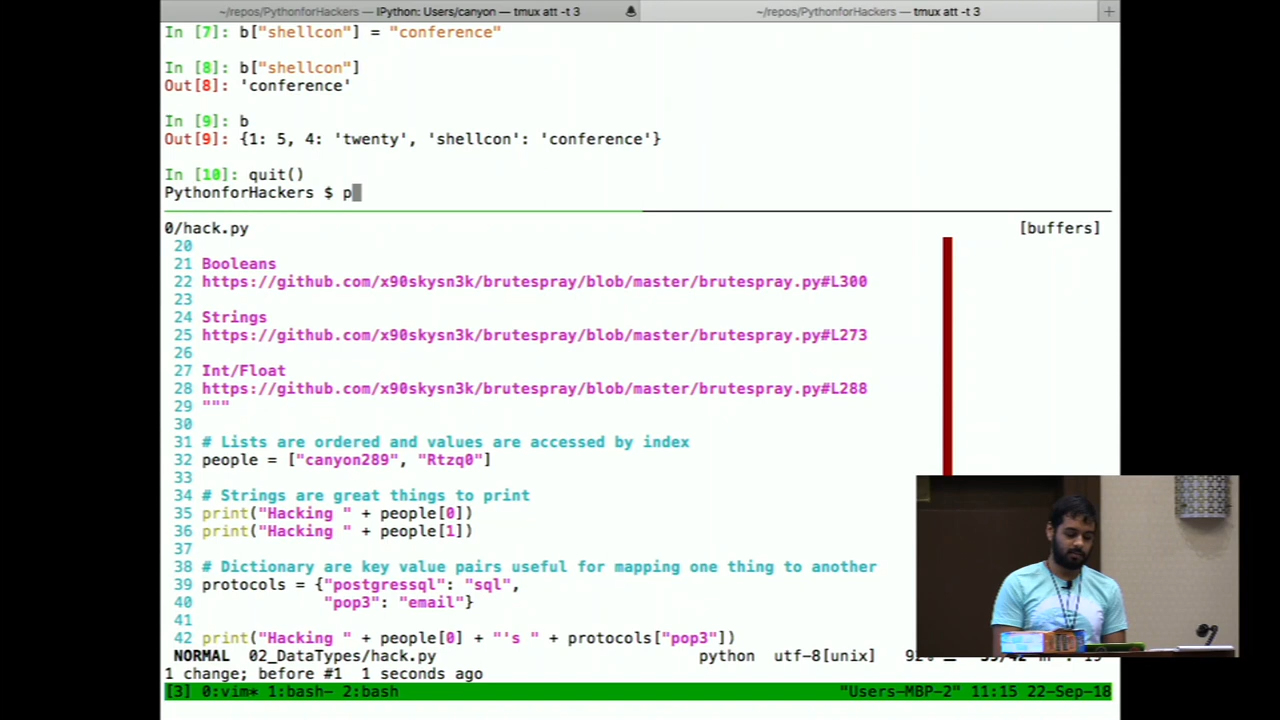 ~/repos/PythonforHackers — IPython: Users/canyon — tmux att -t 3
~/repos/PythonforHackers — tmux att -t 3
In [7]: b["shellcon"] = "conference"
In [8]: b["shellcon"]
Out[8]: 'conference'
In [9]: b
Out[9]: {1: 5, 4: 'twenty', 'shellcon': 'conference'}
In [10]: quit()
PythonforHackers $ p
0/hack.py [buffers]
20
21 Booleans
22 https://github.com/x90skysn3k/brutespray/blob/master/brutespray.py#L300
23
24 Strings
25 https://github.com/x90skysn3k/brutespray/blob/master/brutespray.py#L273
26
27 Int/Float
28 https://github.com/x90skysn3k/brutespray/blob/master/brutespray.py#L288
29 """
30
31 # Lists are ordered and values are accessed by index
32 people = ["canyon289", "Rtzq0"]
33
34 # Strings are great things to print
35 print("Hacking " + people[0])
36 print("Hacking " + people[1])
37
38 # Dictionary are key value pairs useful for mapping one thing to another
39 protocols = {"postgressql": "sql",
40 "pop3": "email"}
41
42 print("Hacking " + people[0] + "'s " + protocols["pop3"])
NORMAL 02_DataTypes/hack.py python utf-8[unix]
1 change; before #1 1 seconds ago
[3] 0:vim* 1:bash- 2:bash "Users-MBP-2" 11:15 22-Sep-18